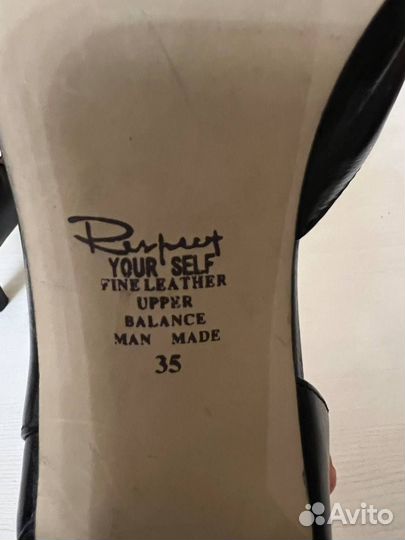 Respect
YOUR SELF
FINE LEATHER
UPPER
BALANCE
MAN MADE
35
Avito